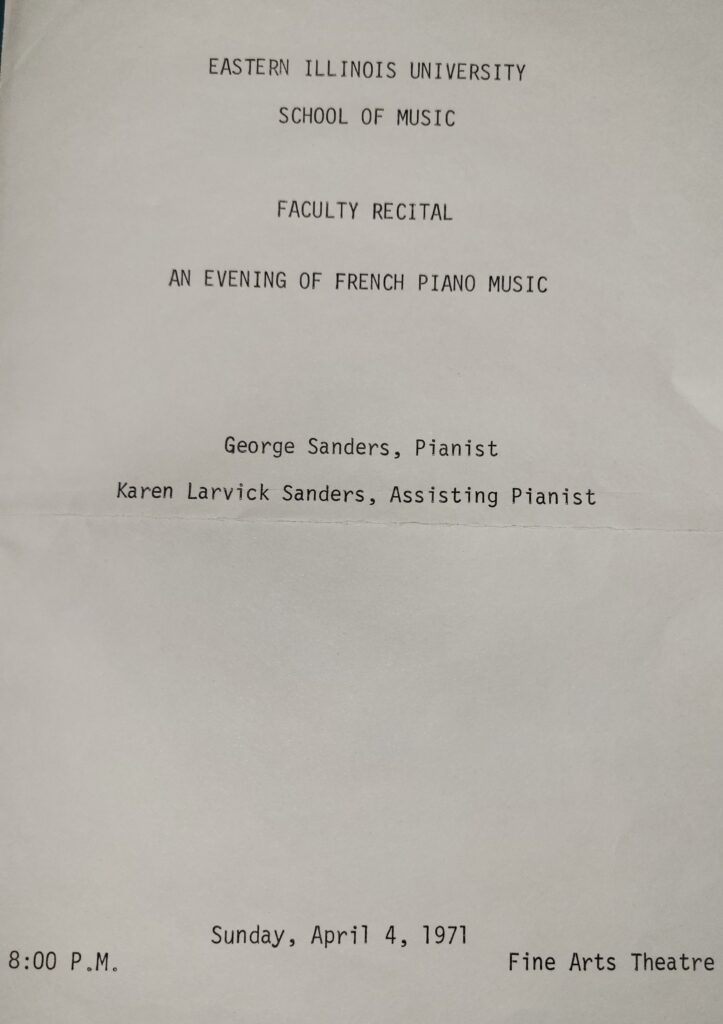 EASTERN ILLINOIS UNIVERSITY
SCHOOL OF MUSIC
FACULTY RECITAL
AN EVENING OF FRENCH PIANO MUSIC
George Sanders, Pianist
Karen Larvick Sanders, Assisting Pianist
Sunday, April 4, 1971
8:00 P.M. Fine Arts Theatre